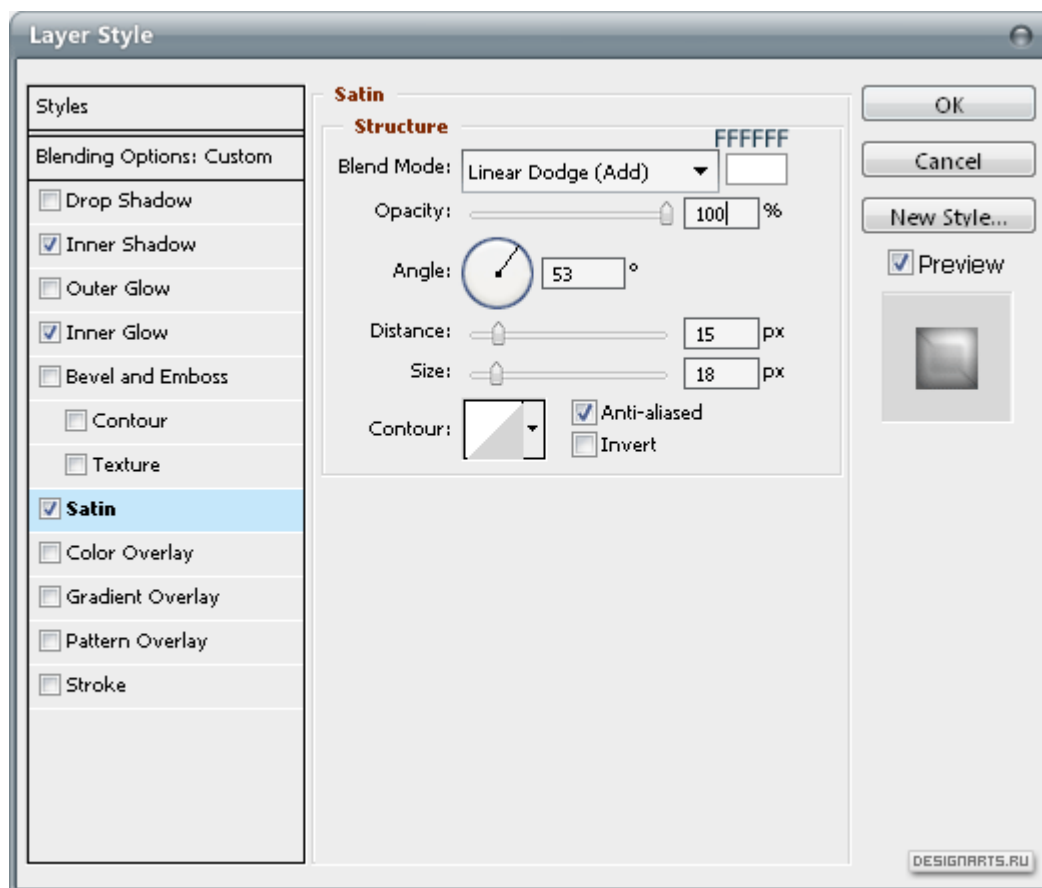 Layer Style
Styles
Blending Options: Custom
Drop Shadow
Inner Shadow
Outer Glow
Inner Glow
Bevel and Emboss
Contour
Texture
Satin
Color Overlay
Gradient Overlay
Pattern Overlay
Stroke
Satin
Structure
FFFFFF
Blend Mode: Linear Dodge (Add)
Opacity: 100 %
Angle: 53 °
Distance: 15 px
Size: 18 px
Contour: Anti-aliased
Invert
OK
Cancel
New Style...
Preview
DESIGNARTS.RU